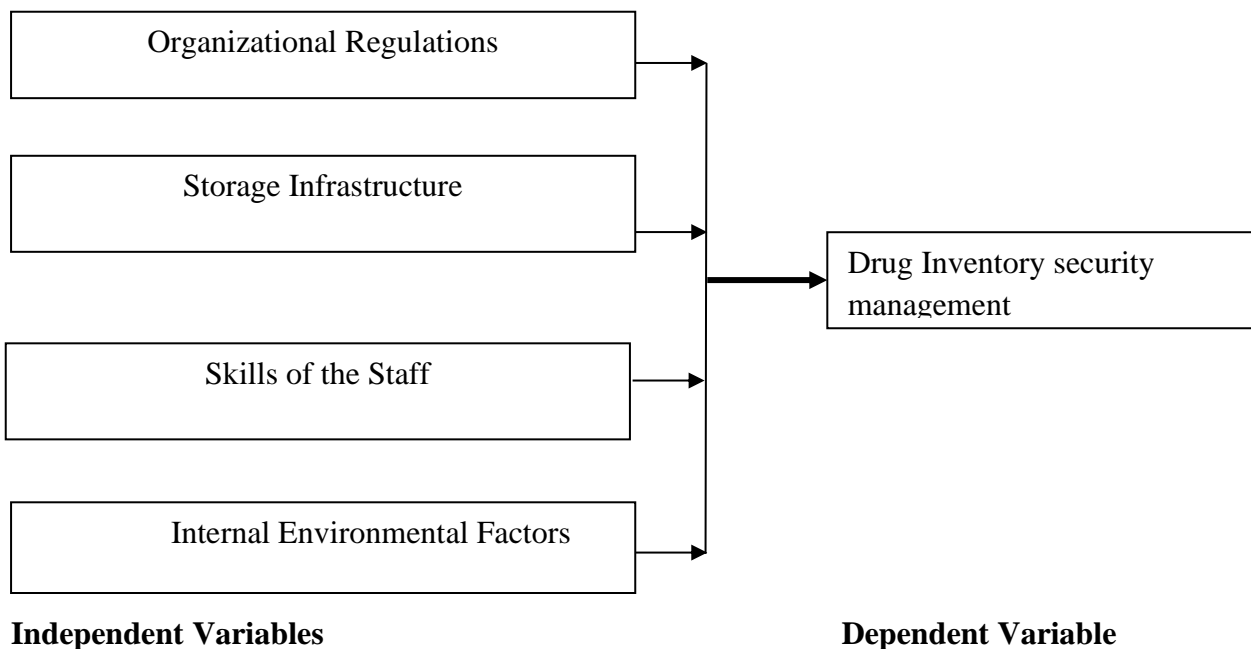 Organizational Regulations
Storage Infrastructure
Drug Inventory security
management
Skills of the Staff
Internal Environmental Factors
Independent Variables
Dependent Variable